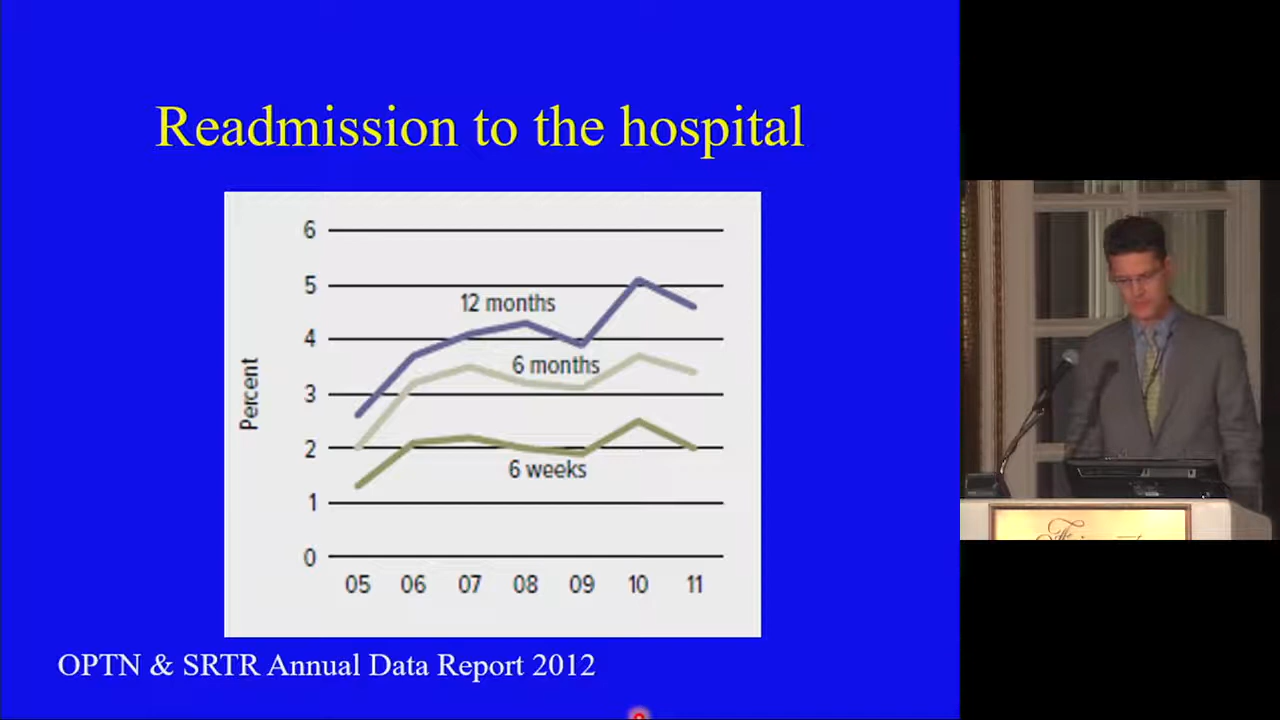 Readmission to the hospital
6
5
12 months
4
6 months
Percent
3
2
6 weeks
1
0
05 06 07 08 09 10 11
OPTN & SRTR Annual Data Report 2012
The